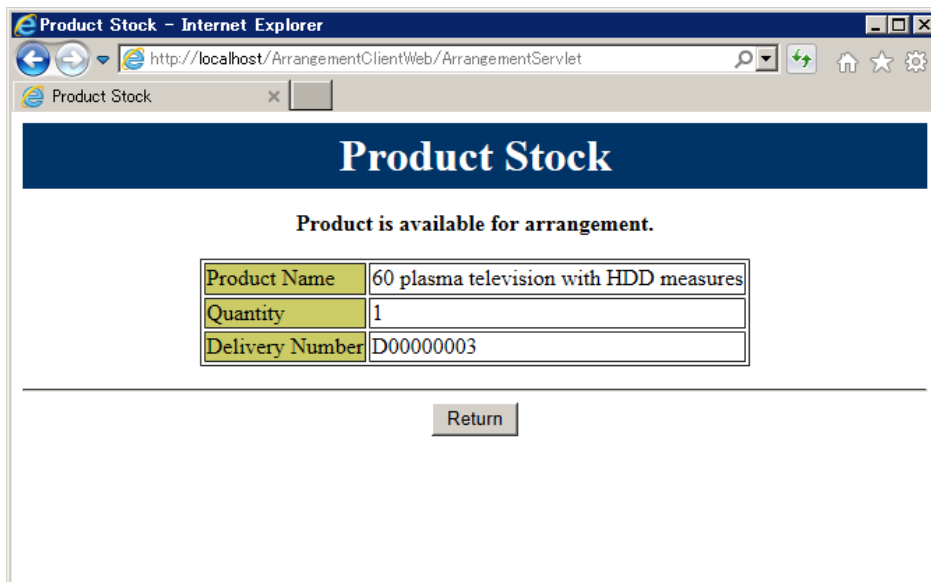 Product Stock - Internet Explorer
http://localhost/ArrangementClientWeb/ArrangementServlet
Product Stock
Product Stock
Product is available for arrangement.
Product Name 60 plasma television with HDD measures
Quantity 1
Delivery Number D00000003
Return